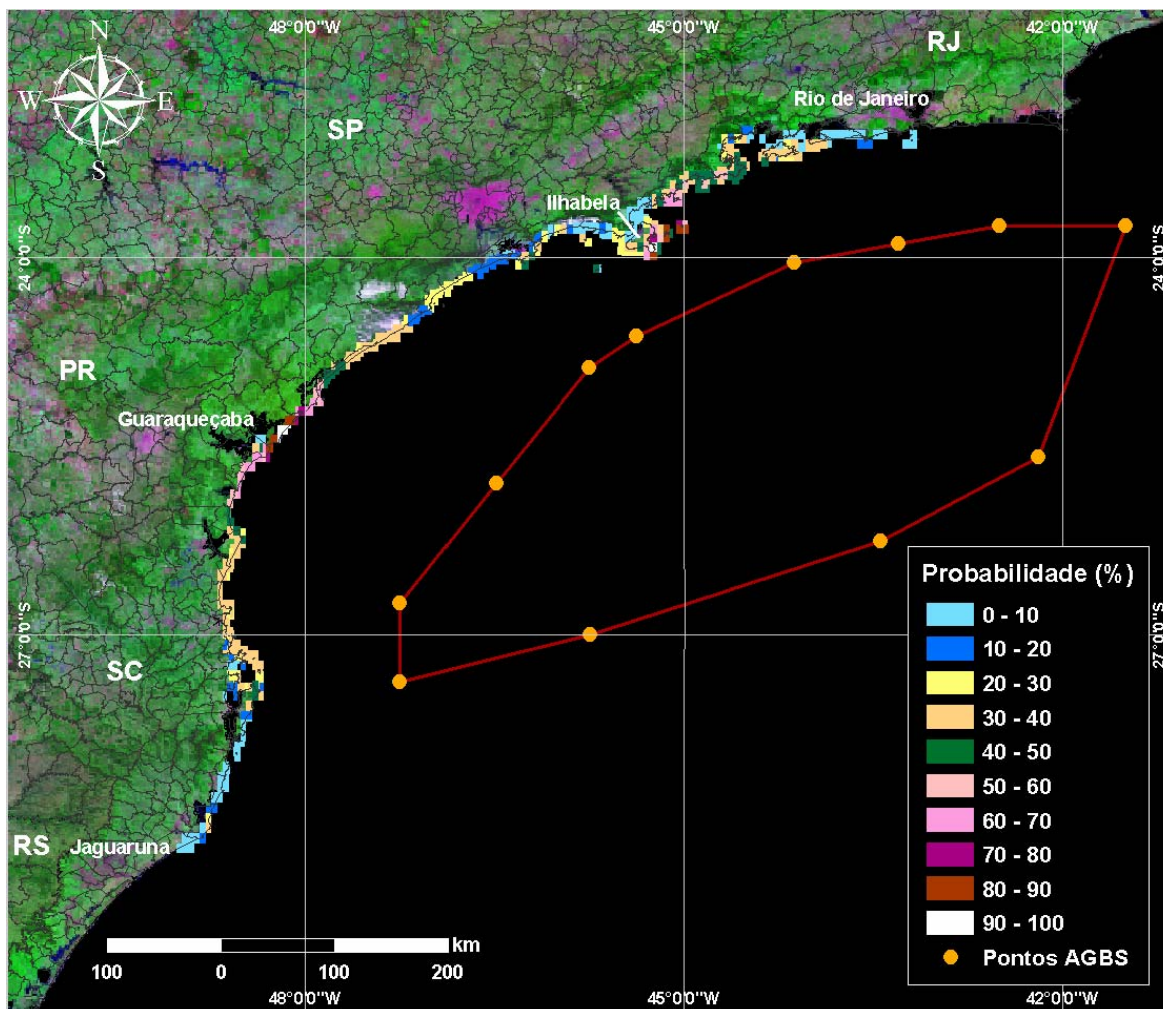 48°0'0"W
45°0'0"W
42°0'0"W
N
W
E
S
RJ
Rio de Janeiro
SP
Ilhabela
24°0'0"S
24°0'0"S
PR
Guaraqueçaba
27°0'0"S
27°0'0"S
SC
RS
Jaguaruna
Probabilidade (%)
0 - 10
10 - 20
20 - 30
30 - 40
40 - 50
50 - 60
60 - 70
70 - 80
80 - 90
90 - 100
Pontos AGBS
km
100 0 100 200
48°0'0"W
45°0'0"W
42°0'0"W